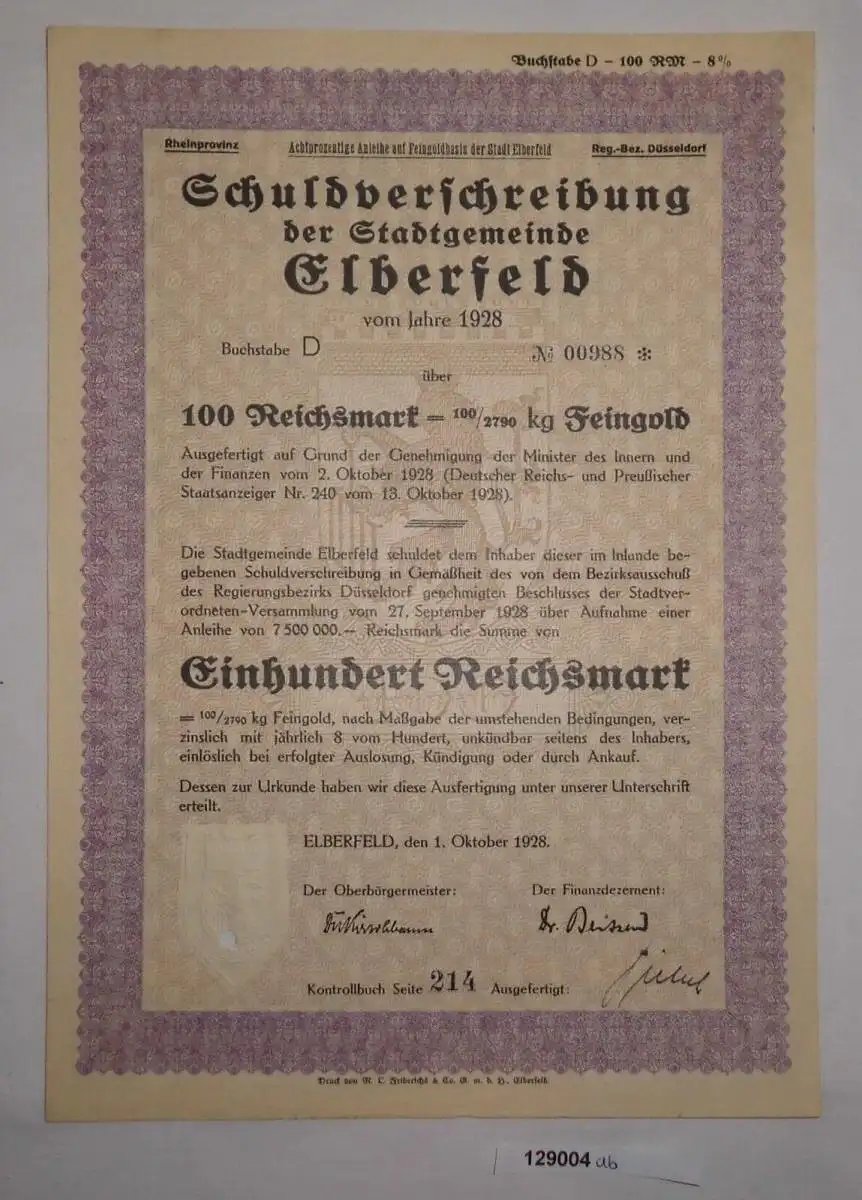 Buchstabe D – 100 RM – 8%
Rheinprovinz
Achtprozentige Anleihe auf Feingoldbasis der Stadt Elberfeld
Reg.-Bez. Düsseldorf
Schuldverschreibung
der Stadtgemeinde
Elberfeld
vom Jahre 1928
Buchstabe D
№ 00988 ✻
über
100 Reichsmark = 100/2790 kg Feingold
Ausgefertigt auf Grund der Genehmigung der Minister des Innern und
der Finanzen vom 2. Oktober 1928 (Deutscher Reichs- und Preußischer
Staatsanzeiger Nr. 240 vom 13. Oktober 1928).
Die Stadtgemeinde Elberfeld schuldet dem Inhaber dieser im Inlande be-
gebenen Schuldverschreibung in Gemäßheit des von dem Bezirksausschuß
des Regierungsbezirks Düsseldorf genehmigten Beschlusses der Stadtver-
ordneten-Versammlung vom 27. September 1928 über Aufnahme einer
Anleihe von 7 500 000.— Reichsmark die Summe von
Einhundert Reichsmark
= 100/2790 kg Feingold, nach Maßgabe der umstehenden Bedingungen, ver-
zinslich mit jährlich 8 vom Hundert, unkündbar seitens des Inhabers,
einlöslich bei erfolgter Auslosung, Kündigung oder durch Ankauf.
Dessen zur Urkunde haben wir diese Ausfertigung unter unserer Unterschrift
erteilt.
ELBERFELD, den 1. Oktober 1928.
Der Oberbürgermeister:
Der Finanzdezernent:
Dr.
Kontrollbuch Seite 214 Ausgefertigt:
Druck von & Co. G. m. b. H., Elberfeld.
129004 ab